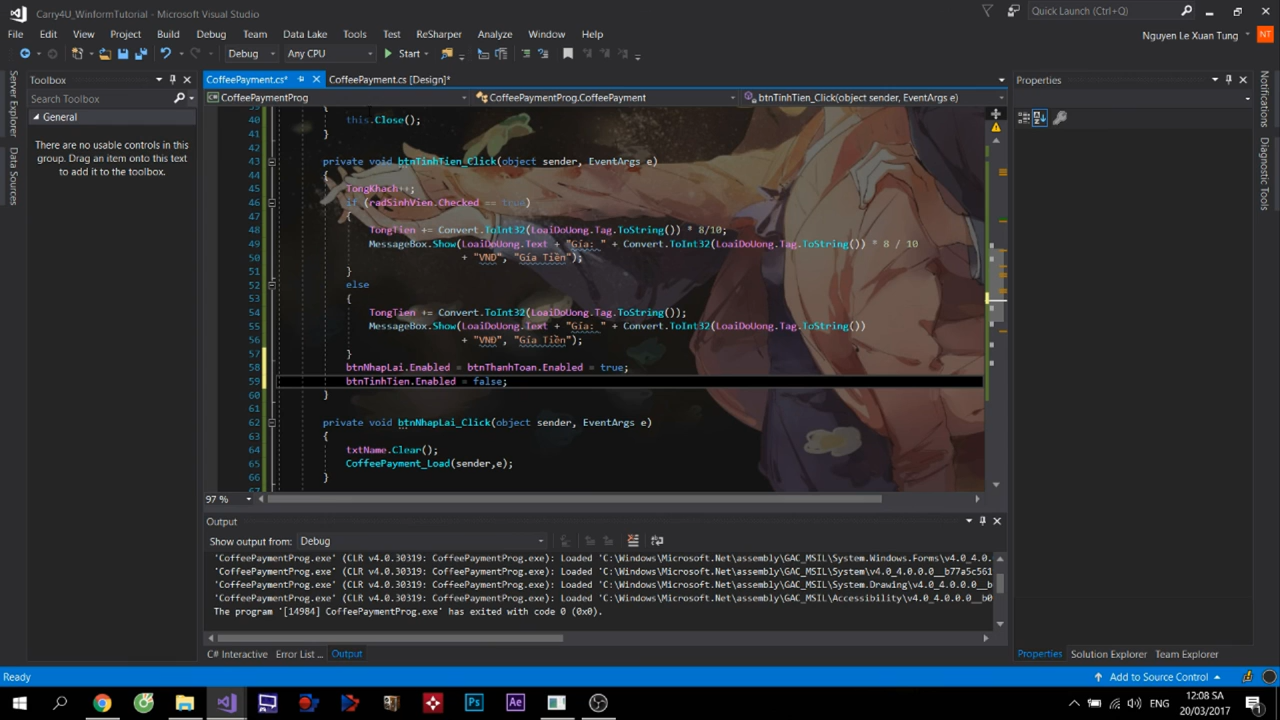 Carry4U_WinformTutorial - Microsoft Visual Studio
Quick Launch (Ctrl+Q)
File Edit View Project Build Debug Team Data Lake Tools Test ReSharper Analyze Window Help
Nguyen Le Xuan Tung
NT
Debug Any CPU Start
Server Explorer
Data Sources
Toolbox
Search Toolbox
General
There are no usable controls in this
group. Drag an item onto this text
to add it to the toolbox.
CoffeePayment.cs* CoffeePayment.cs [Design]*
CoffeePaymentProg CoffeePaymentProg.CoffeePayment btnTinhTien_Click(object sender, EventArgs e)
40 this.Close();
41 }
42
43 private void btnTinhTien_Click(object sender, EventArgs e)
44 {
45 TongKhach++;
46 if (radSinhVien.Checked == true)
47 {
48 TongTien += Convert.ToInt32(LoaiDoUong.Tag.ToString()) * 8/10;
49 MessageBox.Show(LoaiDoUong.Text + "Gía: " + Convert.ToInt32(LoaiDoUong.Tag.ToString()) * 8 / 10
50 + "VNĐ", "Gía Tiền");
51 }
52 else
53 {
54 TongTien += Convert.ToInt32(LoaiDoUong.Tag.ToString());
55 MessageBox.Show(LoaiDoUong.Text + "Gía: " + Convert.ToInt32(LoaiDoUong.Tag.ToString())
56 + "VNĐ", "Gía Tiền");
57 }
58 btnNhapLai.Enabled = btnThanhToan.Enabled = true;
59 btnTinhTien.Enabled = false;
60 }
61
62 private void btnNhapLai_Click(object sender, EventArgs e)
63 {
64 txtName.Clear();
65 CoffeePayment_Load(sender,e);
66 }
97 %
Output
Show output from: Debug
'CoffeePaymentProg.exe' (CLR v4.0.30319: CoffeePaymentProg.exe): Loaded 'C:\Windows\Microsoft.Net\assembly\GAC_MSIL\System.Windows.Forms\v4.0_4.0.0.
'CoffeePaymentProg.exe' (CLR v4.0.30319: CoffeePaymentProg.exe): Loaded 'C:\Windows\Microsoft.Net\assembly\GAC_MSIL\System\v4.0_4.0.0.0__b77a5c561
'CoffeePaymentProg.exe' (CLR v4.0.30319: CoffeePaymentProg.exe): Loaded 'C:\Windows\Microsoft.Net\assembly\GAC_MSIL\System.Drawing\v4.0_4.0.0.0__b
'CoffeePaymentProg.exe' (CLR v4.0.30319: CoffeePaymentProg.exe): Loaded 'C:\Windows\Microsoft.Net\assembly\GAC_MSIL\Accessibility\v4.0_4.0.0.0__b0
The program '[14984] CoffeePaymentProg.exe' has exited with code 0 (0x0).
C# Interactive Error List ... Output
Properties
Properties Solution Explorer Team Explorer
Notifications
Diagnostic Tools
Ready
Add to Source Control
Ps Ae
ENG
12:08 SA
20/03/2017
1